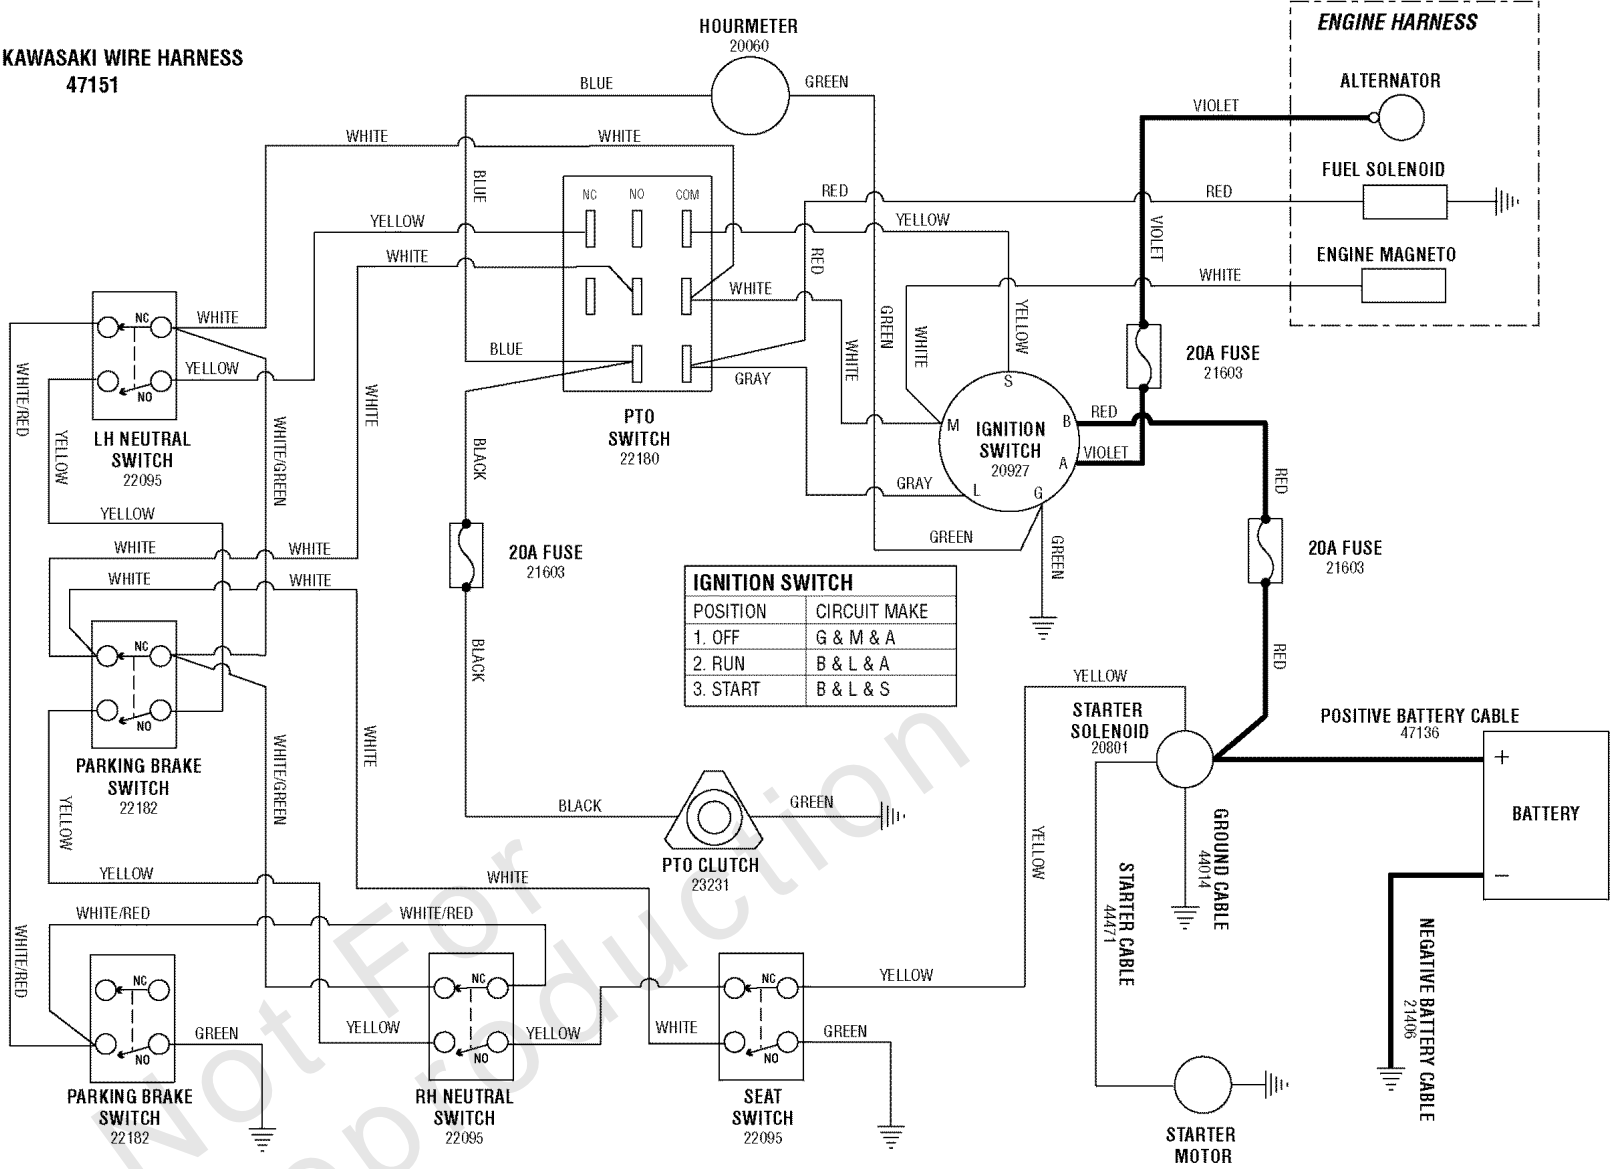 KAWASAKI WIRE HARNESS
47151
HOURMETER
20060
ENGINE HARNESS
ALTERNATOR
FUEL SOLENOID
ENGINE MAGNETO
BLUE
GREEN
VIOLET
WHITE
WHITE
BLUE
RED
RED
NC
NO
COM
YELLOW
YELLOW
VIOLET
WHITE
RED
WHITE
WHITE
GREEN
YELLOW
NC
WHITE
WHITE
WHITE
BLUE
YELLOW
GRAY
20A FUSE
21603
WHITE/RED
NO
WHITE
PTO
SWITCH
22180
S
M
B
RED
IGNITION
SWITCH
20927
A
VIOLET
L
G
LH NEUTRAL
SWITCH
22095
YELLOW
WHITE/GREEN
BLACK
GRAY
RED
YELLOW
WHITE
WHITE
20A FUSE
21603
GREEN
GREEN
20A FUSE
21603
WHITE
WHITE
IGNITION SWITCH
POSITION CIRCUIT MAKE
1. OFF G & M & A
2. RUN B & L & A
3. START B & L & S
NC
NO
BLACK
RED
YELLOW
PARKING BRAKE
SWITCH
22182
WHITE/GREEN
WHITE
STARTER
SOLENOID
20801
POSITIVE BATTERY CABLE
47136
+
BATTERY
–
YELLOW
BLACK
GREEN
PTO CLUTCH
23231
YELLOW
GROUND CABLE
44014
YELLOW
WHITE
STARTER CABLE
44471
NEGATIVE BATTERY CABLE
21406
WHITE/RED
WHITE/RED
WHITE/RED
NC
NO
GREEN
NC
NO
YELLOW
YELLOW
NC
NO
WHITE
YELLOW
GREEN
PARKING BRAKE
SWITCH
22182
RH NEUTRAL
SWITCH
22095
SEAT
SWITCH
22095
STARTER
MOTOR
Not For